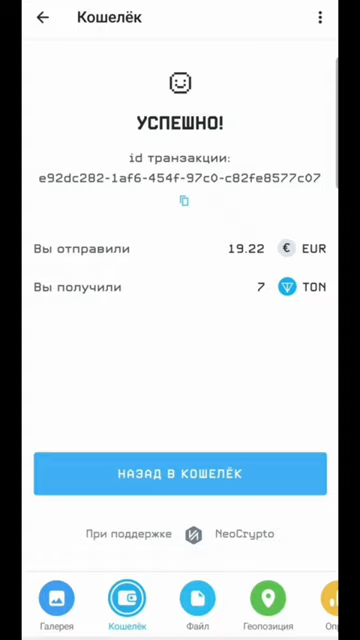 Кошелёк
УСПЕШНО!
id транзакции:
e92dc282-1af6-454f-97c0-c82fe8577c07
Вы отправили 19.22 € EUR
Вы получили 7 TON
НАЗАД В КОШЕЛЁК
При поддержке NeoCrypto
Галерея Кошелёк Файл Геопозиция Оп